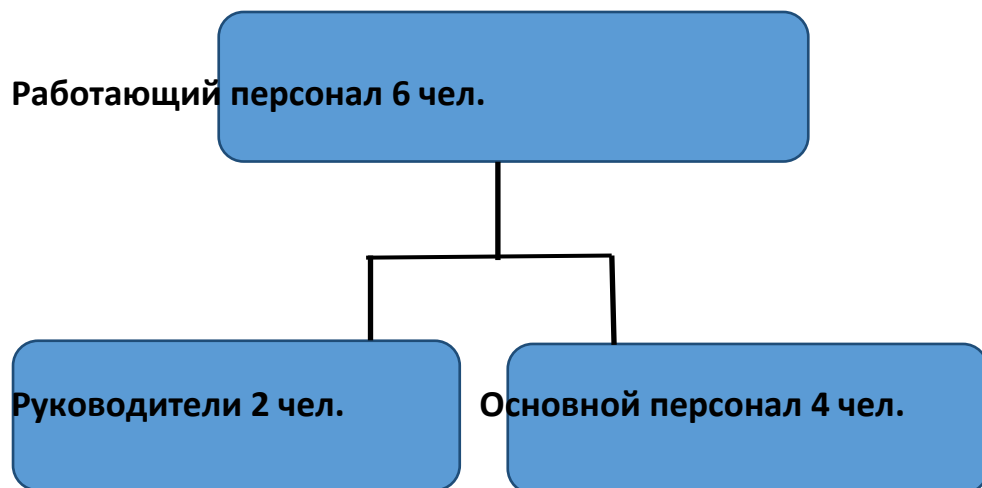 Работающий персонал 6 чел.
Руководители 2 чел.
Основной персонал 4 чел.